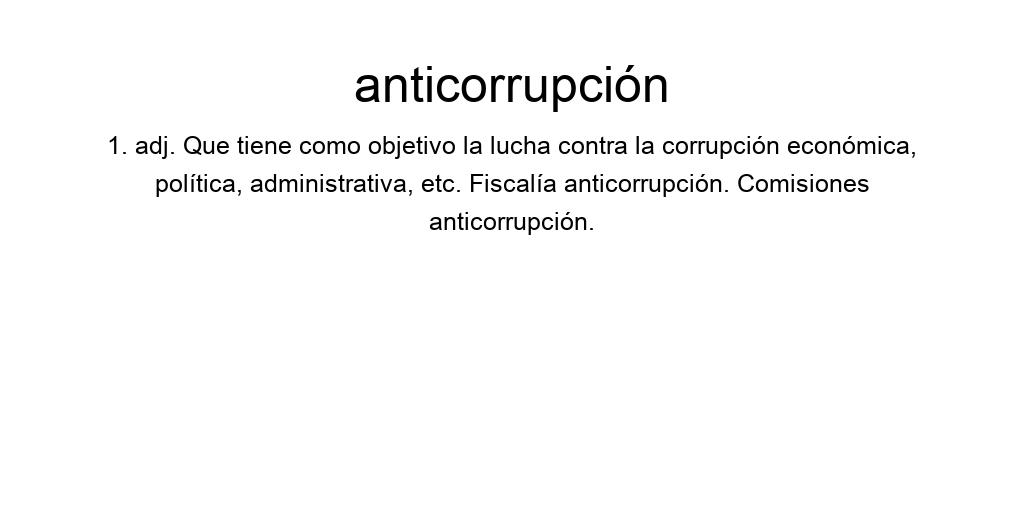 anticorrupción
1. adj. Que tiene como objetivo la lucha contra la corrupción económica,
política, administrativa, etc. Fiscalía anticorrupción. Comisiones
anticorrupción.